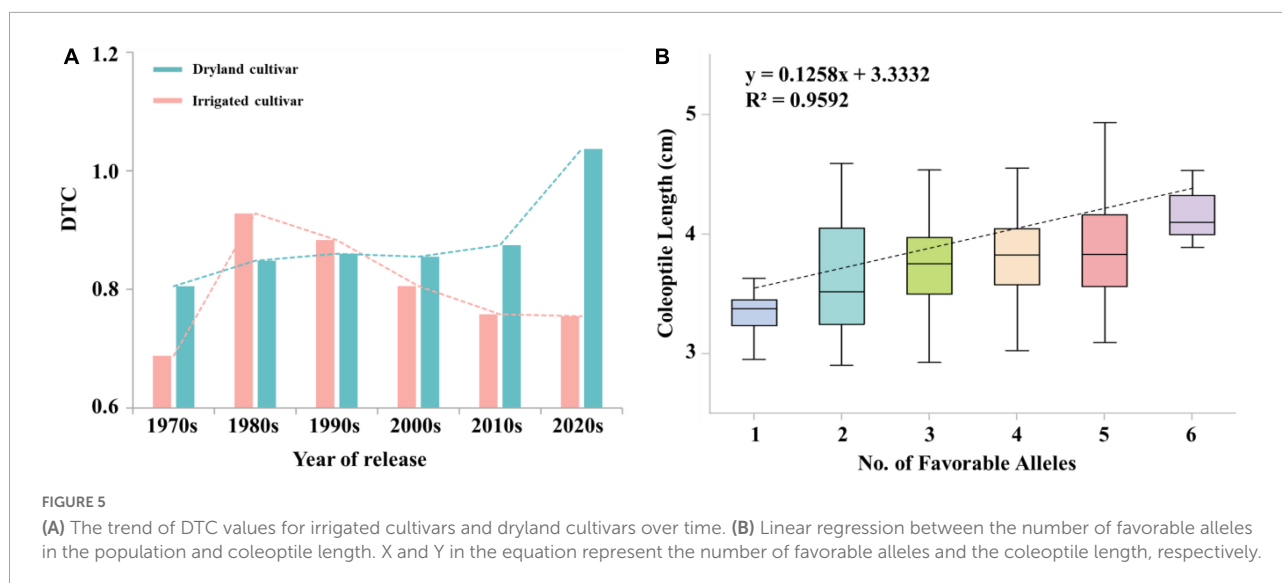 A
1.2
1.0
0.8
0.6
DTC
Dryland cultivar
Irrigated cultivar
1970s 1980s 1990s 2000s 2010s 2020s
Year of release
B
y = 0.1258x + 3.3332
R² = 0.9592
5
4
3
Coleoptile Length (cm)
1 2 3 4 5 6
No. of Favorable Alleles
FIGURE 5
(A) The trend of DTC values for irrigated cultivars and dryland cultivars over time. (B) Linear regression between the number of favorable alleles
in the population and coleoptile length. X and Y in the equation represent the number of favorable alleles and the coleoptile length, respectively.